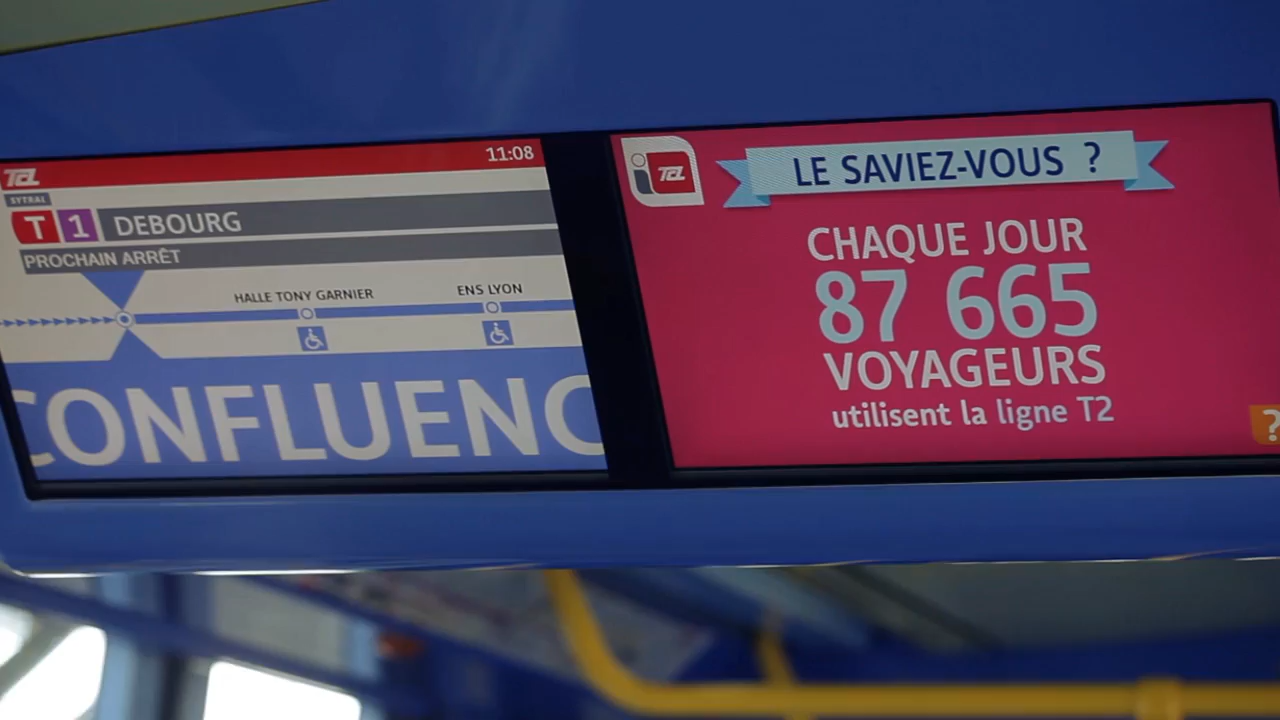 TCL
11:08
SYTRAL
T 1 DEBOURG
PROCHAIN ARRÊT
HALLE TONY GARNIER
ENS LYON
CONFLUENC
TCL
LE SAVIEZ-VOUS ?
CHAQUE JOUR
87 665
VOYAGEURS
utilisent la ligne T2
?